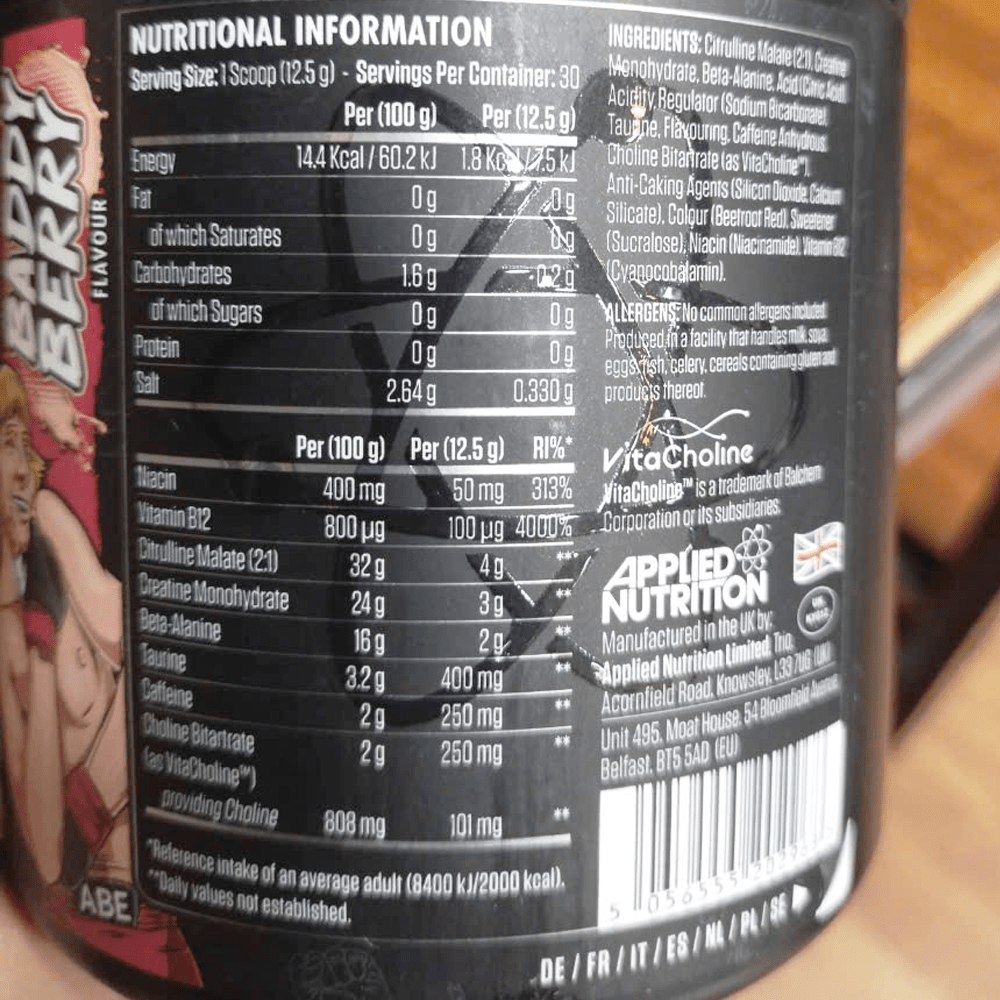 BADDY
BERRY
FLAVOUR
NUTRITIONAL INFORMATION
Serving Size: 1 Scoop (12.5 g) - Servings Per Container: 30
Per (100 g) Per (12.5 g)
Energy 14.4 Kcal / 60.2 kJ 1.8 Kcal / 7.5 kJ
Fat 0 g 0 g
of which Saturates 0 g 0 g
Carbohydrates 1.6 g 0.2 g
of which Sugars 0 g 0 g
Protein 0 g 0 g
Salt 2.64 g 0.330 g
Per (100 g) Per (12.5 g) RI%*
Niacin 400 mg 50 mg 313%
Vitamin B12 800 µg 100 µg 4000%
Citrulline Malate (2:1) 32 g 4 g **
Creatine Monohydrate 24 g 3 g **
Beta-Alanine 16 g 2 g **
Taurine 3.2 g 400 mg **
Caffeine 2 g 250 mg **
Choline Bitartrate 2 g 250 mg **
(as VitaCholine™)
providing Choline 808 mg 101 mg **
*Reference intake of an average adult (8400 kJ/2000 kcal).
**Daily values not established.
ABE
INGREDIENTS: Citrulline Malate (2:1), Creatine
Monohydrate, Beta-Alanine, Acid (Citric Acid)
Acidity Regulator (Sodium Bicarbonate),
Taurine, Flavouring, Caffeine Anhydrous,
Choline Bitartrate (as VitaCholine™),
Anti-Caking Agents (Silicon Dioxide, Calcium
Silicate), Colour (Beetroot Red), Sweetener
(Sucralose), Niacin (Niacinamide), Vitamin B12
(Cyanocobalamin).
ALLERGENS: No common allergens included.
Produced in a facility that handles milk, soya,
eggs, fish, celery, cereals containing gluten and
products thereof.
VitaCholine
VitaCholine™ is a trademark of Balchem
Corporation or its subsidiaries.
APPLIED
NUTRITION
Manufactured in the UK by:
Applied Nutrition Limited,
Acornfield Road, Knowsley, L33 7UG (UK)
Unit 495, Moat House, 54 Bloomfield Avenue,
Belfast, BT5 5AD (EU)
DE / FR / IT / ES / NL / PL / SE